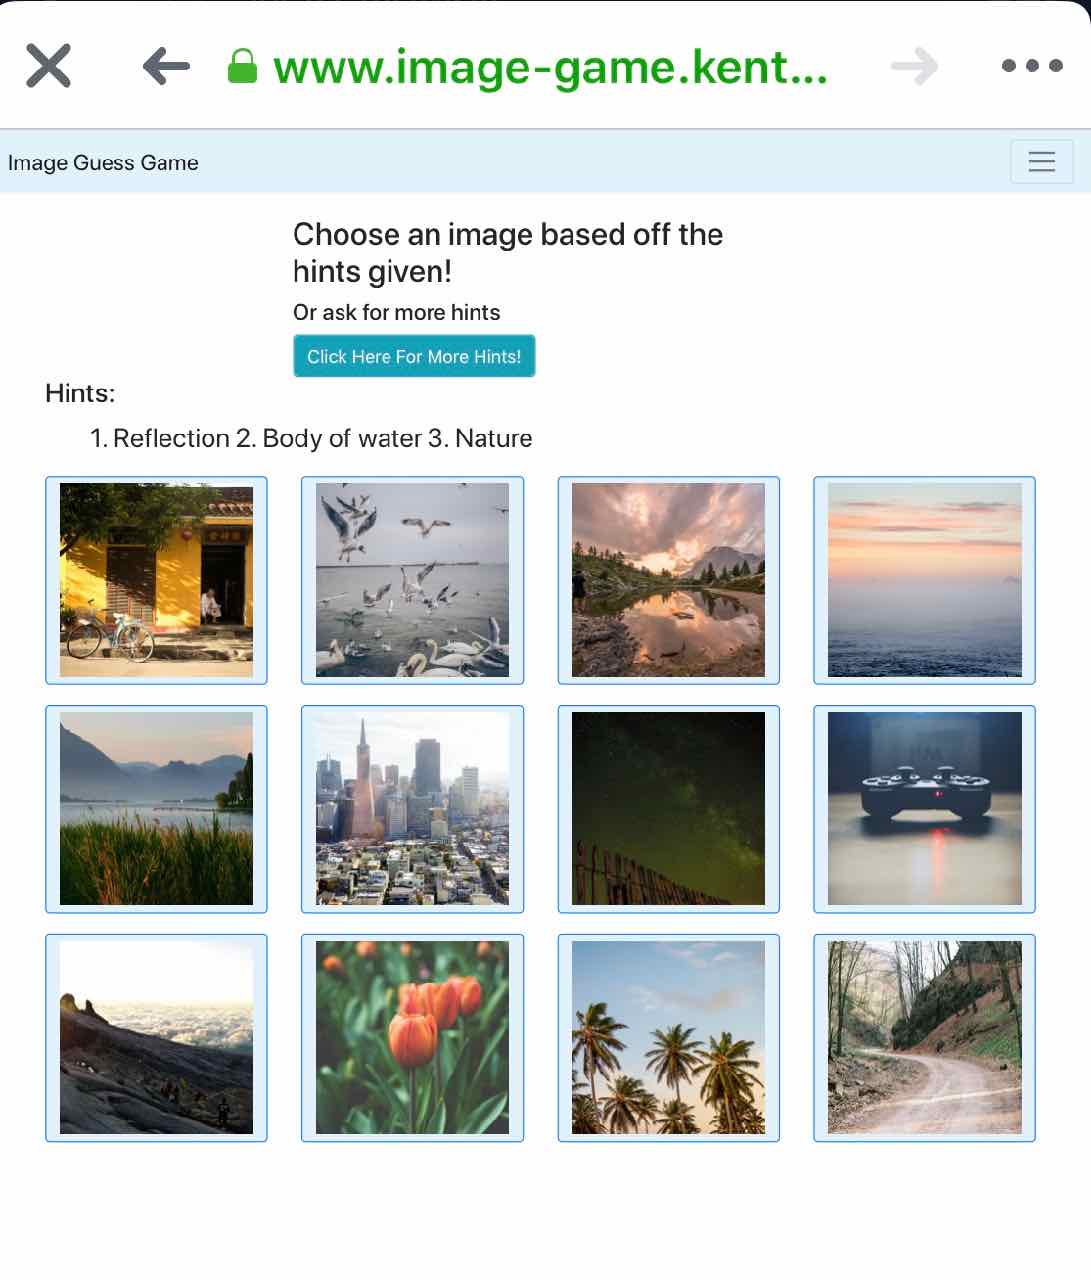 www.image-game.kent...
Image Guess Game
Choose an image based off the
hints given!
Or ask for more hints
Click Here For More Hints!
Hints:
1. Reflection 2. Body of water 3. Nature